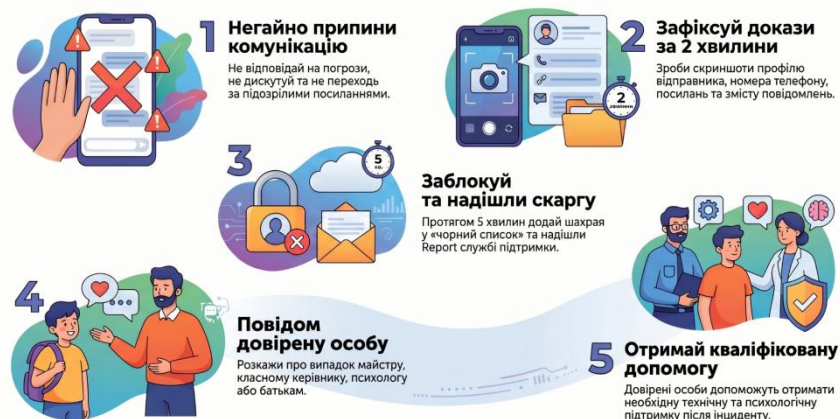 1 Негайно припини
комунікацію
Не відповідай на погрози,
не дискутуй та не переходь
за підозрілими посиланнями.
2 Зафіксуй докази
за 2 хвилини
Зроби скриншоти профілю
відправника, номера телефону,
посилань та змісту повідомлень.
2
хвилини
3
5
хв.
Заблокуй
та надішли скаргу
Протягом 5 хвилин додай шахрая
у «чорний список» та надішли
Report службі підтримки.
4
Повідом
довірену особу
Розкажи про випадок майстру,
класному керівнику, психологу
або батькам.
5 Отримай кваліфіковану
допомогу
Довірені особи допоможуть отримати
необхідну технічну та психологічну
підтримку після інциденту.